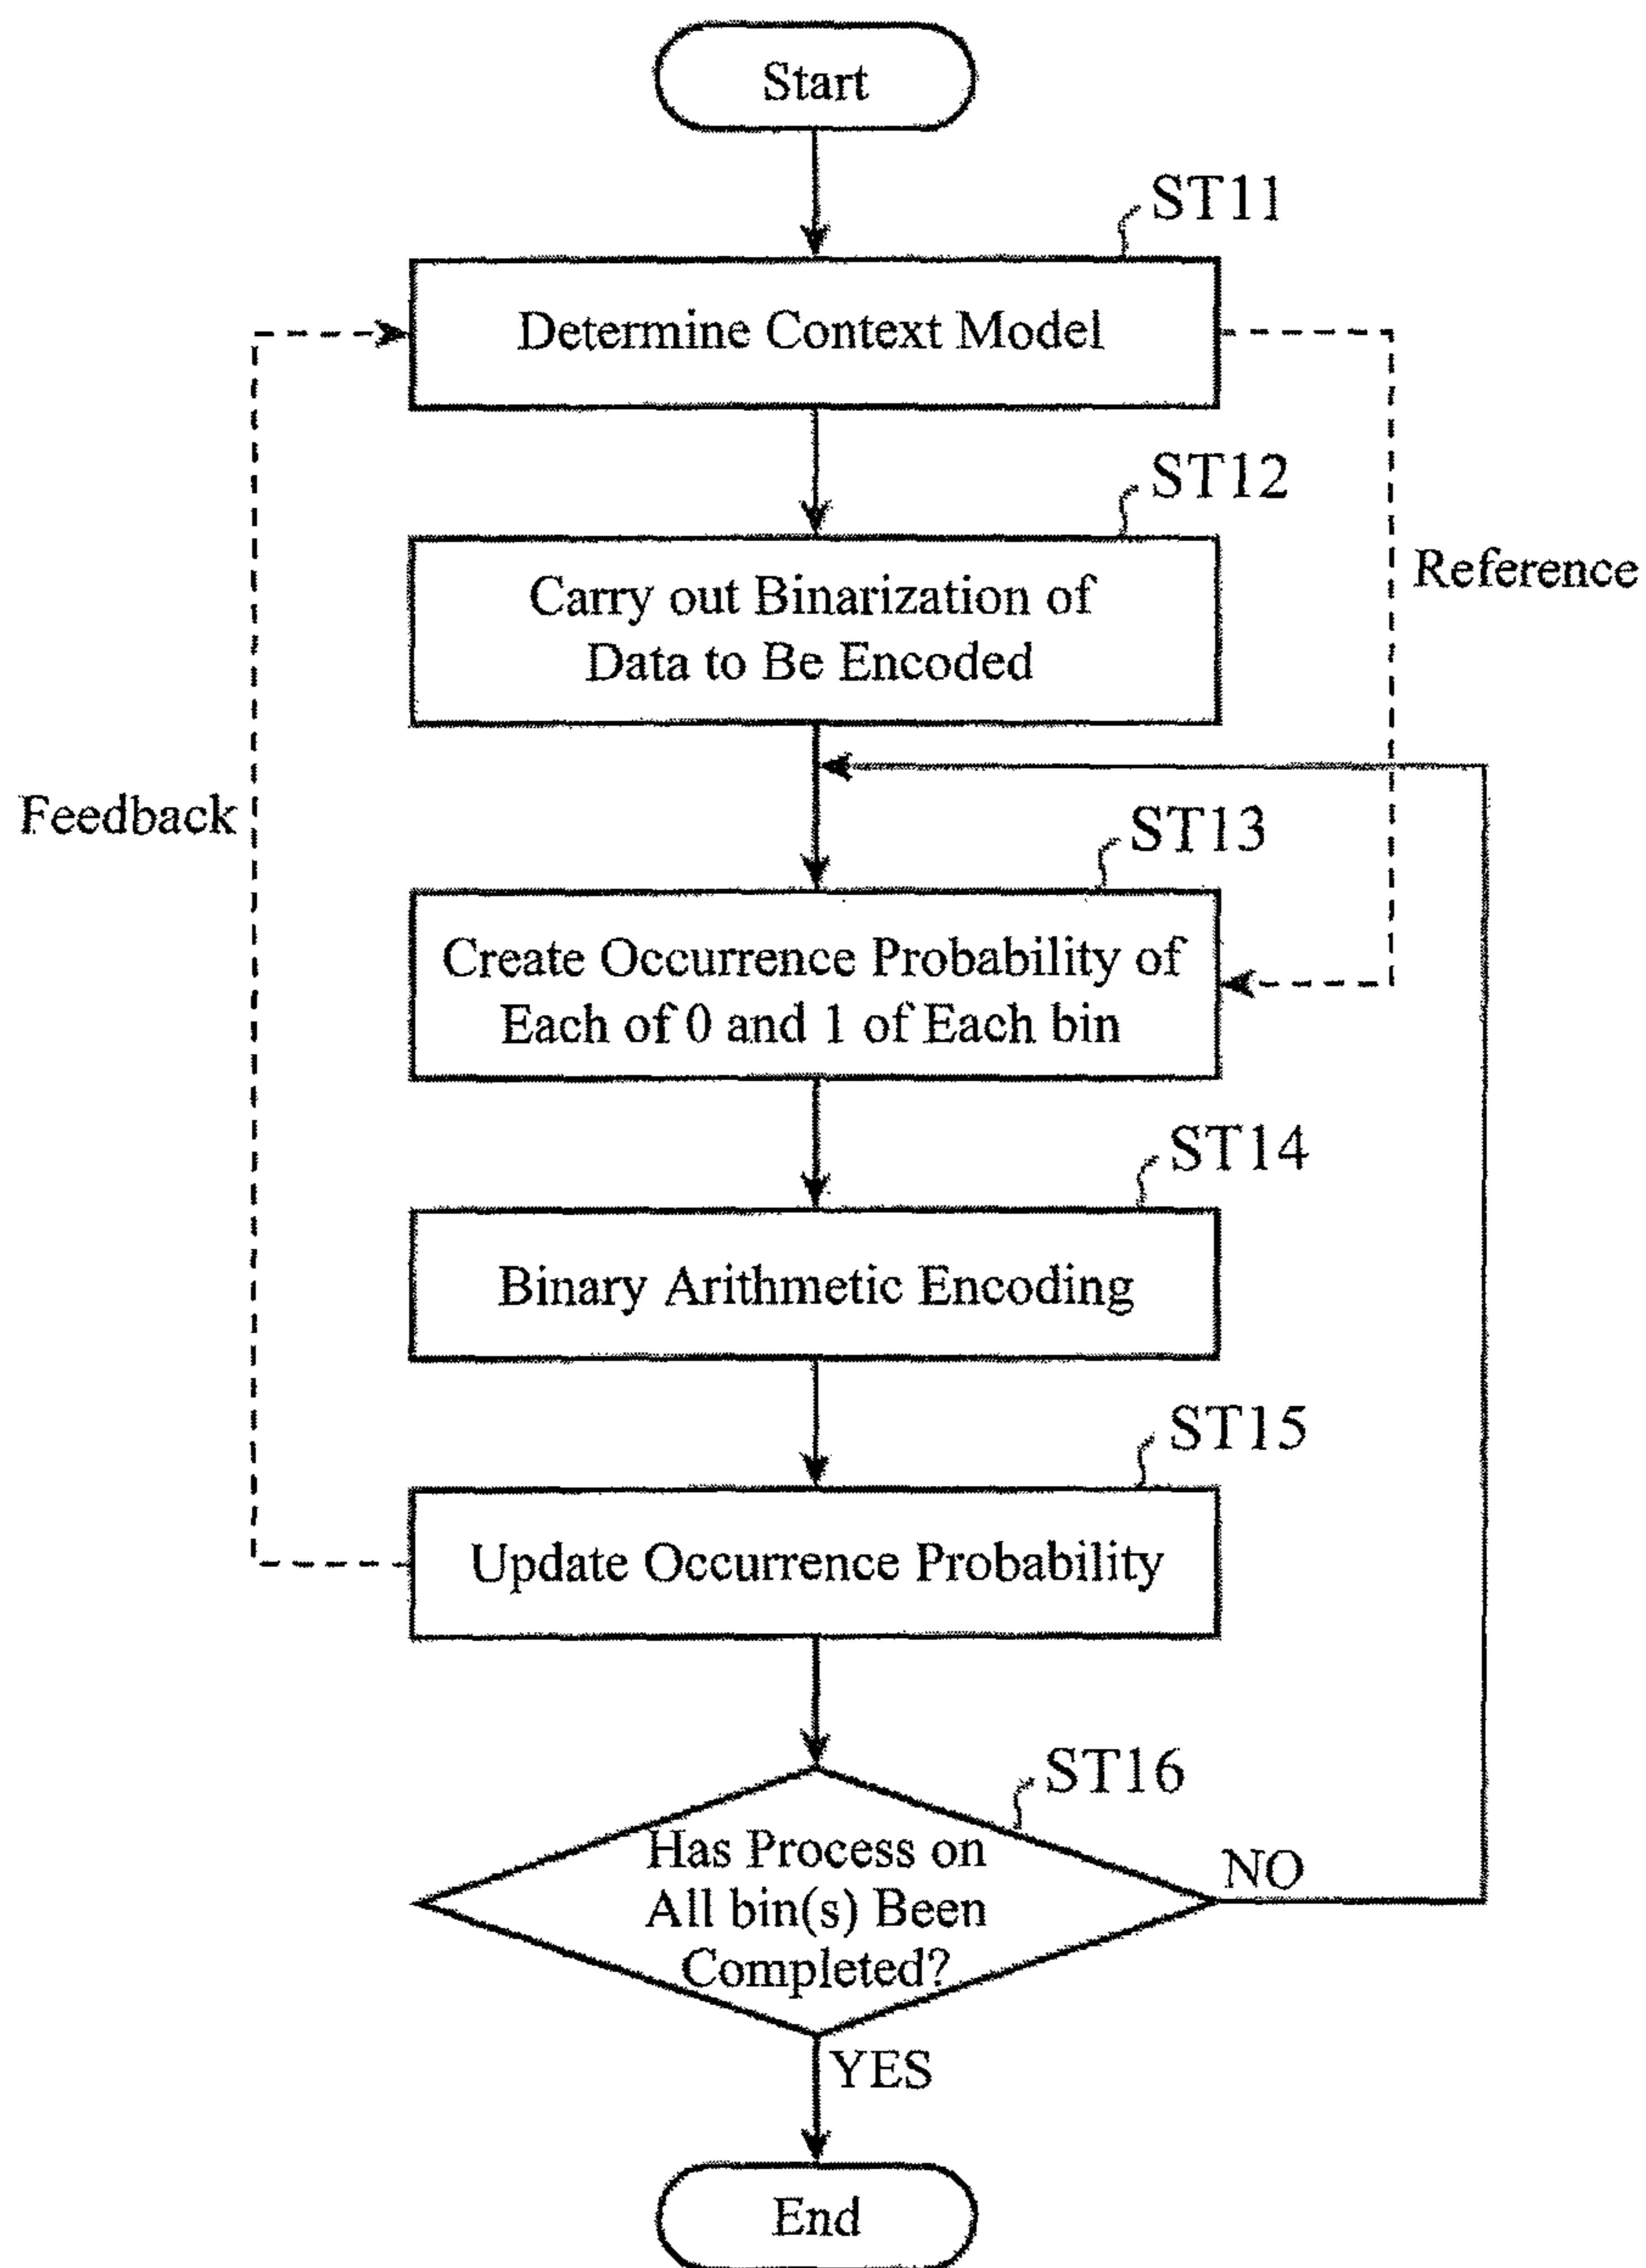 Start
ST11
Determine Context Model
ST12
Carry out Binarization of
Data to Be Encoded
Reference
Feedback
ST13
Create Occurrence Probability of
Each of 0 and 1 of Each bin
ST14
Binary Arithmetic Encoding
ST15
Update Occurrence Probability
ST16
Has Process on
All bin(s) Been
Completed?
NO
YES
End